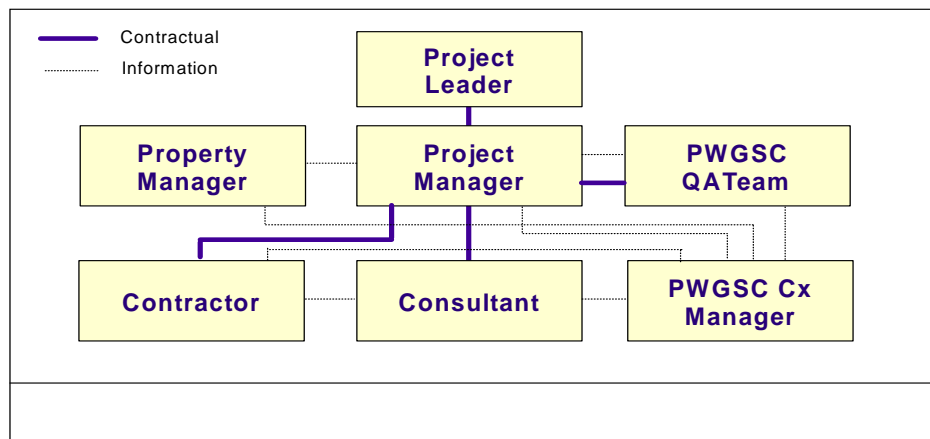 Contractual
Information
Project
Leader
Property
Manager
Project
Manager
PWGSC
QATeam
Contractor
Consultant
PWGSC Cx
Manager